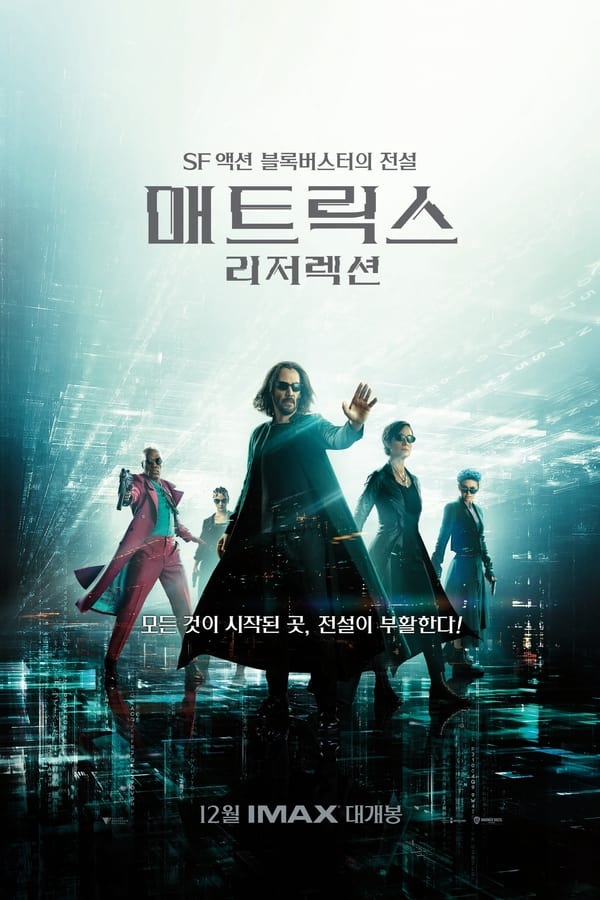 SF 액션 블록버스터의 전설
매트릭스
리저렉션
모든 것이 시작된 곳, 전설이 부활한다!
12월 IMAX 대개봉
WARNER BROS.